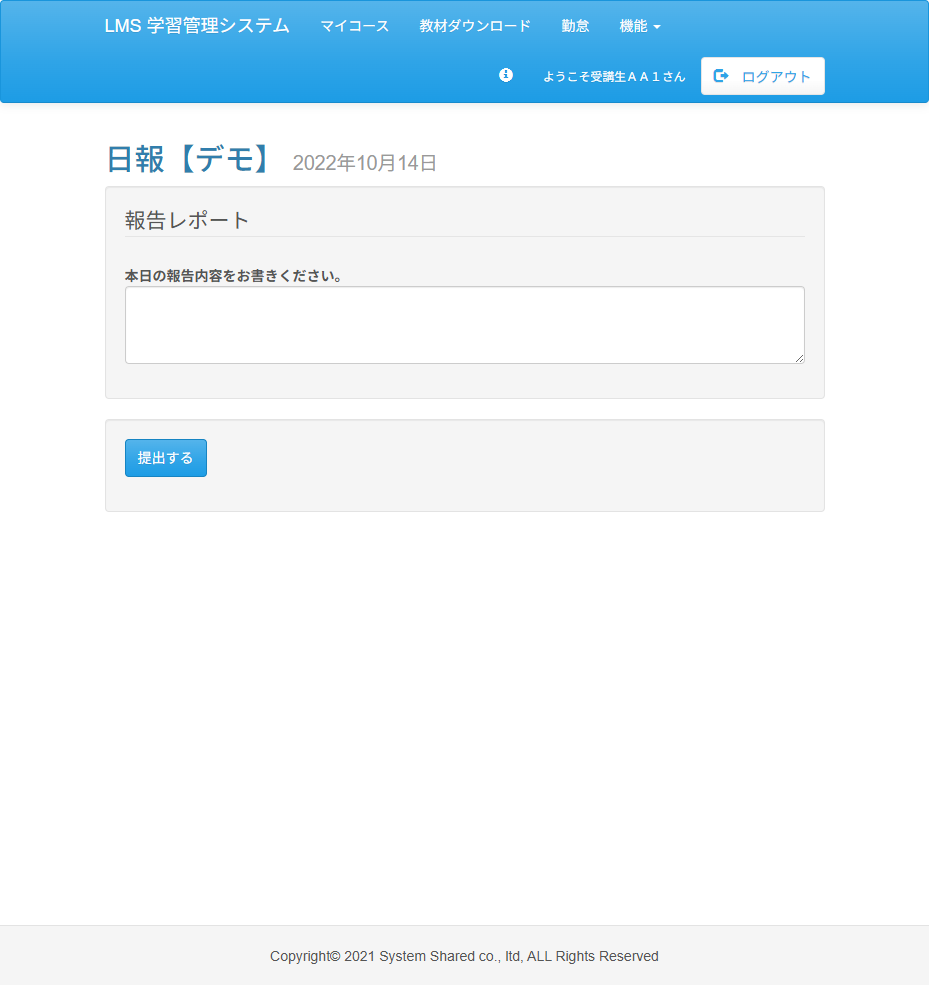 LMS 学習管理システム マイコース 教材ダウンロード 勤怠 機能
ようこそ受講生ＡＡ１さん ログアウト
日報【デモ】 2022年10月14日
報告レポート
本日の報告内容をお書きください。
提出する
Copyright© 2021 System Shared co., ltd, ALL Rights Reserved